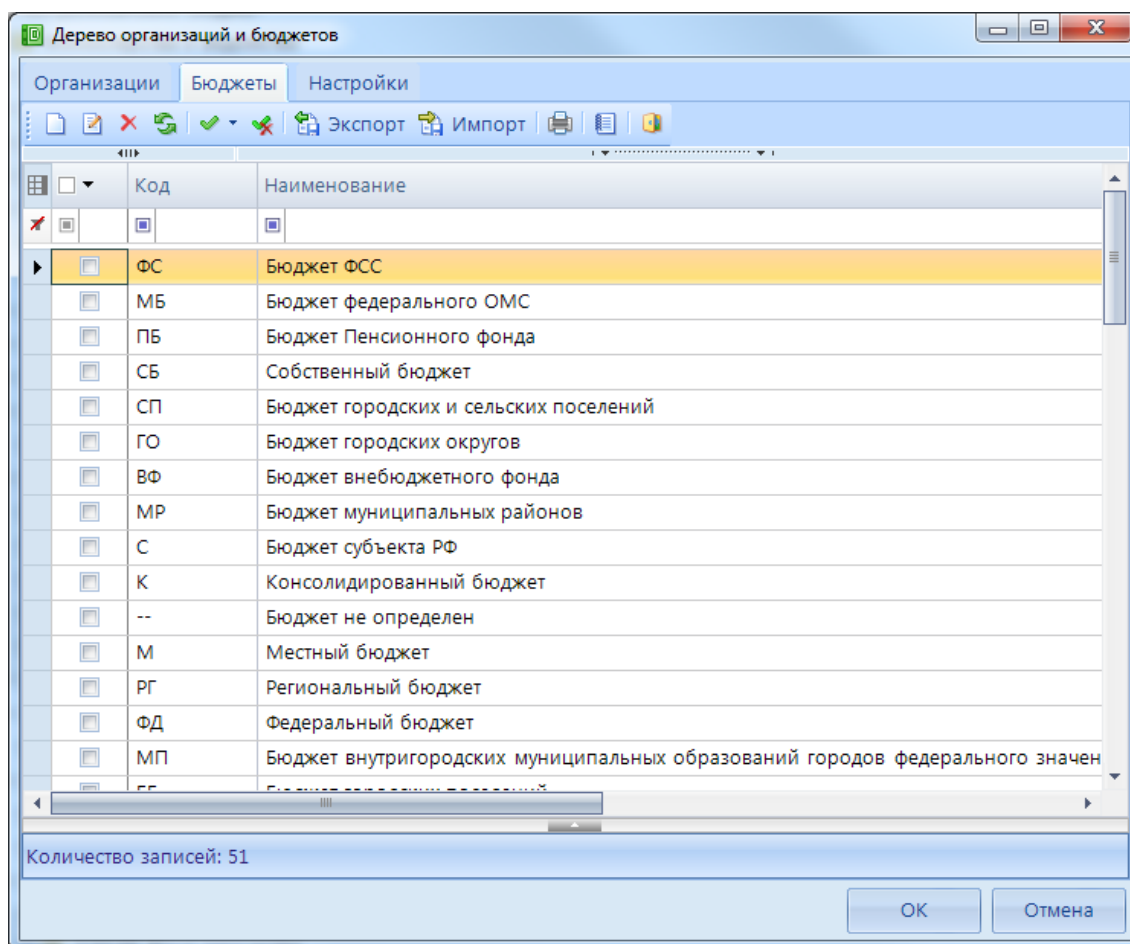 Дерево организаций и бюджетов
Организации Бюджеты Настройки
Экспорт Импорт
Код Наименование
ФС Бюджет ФСС
МБ Бюджет федерального ОМС
ПБ Бюджет Пенсионного фонда
СБ Собственный бюджет
СП Бюджет городских и сельских поселений
ГО Бюджет городских округов
ВФ Бюджет внебюджетного фонда
МР Бюджет муниципальных районов
С Бюджет субъекта РФ
К Консолидированный бюджет
-- Бюджет не определен
М Местный бюджет
РГ Региональный бюджет
ФД Федеральный бюджет
МП Бюджет внутригородских муниципальных образований городов федерального значен
Количество записей: 51
ОК Отмена